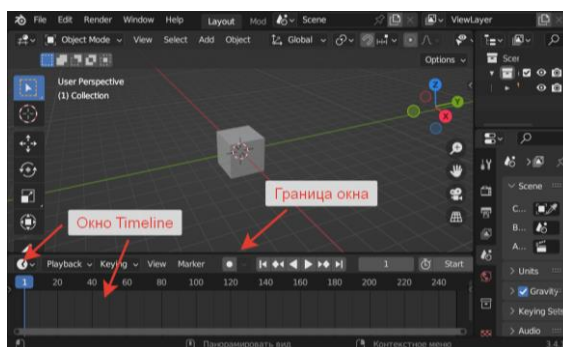 File Edit Render Window Help Layout Mod Scene ViewLayer
Object Mode View Select Add Object Global
Options
User Perspective
(1) Collection
Scer
X
Y
Z
Граница окна
Окно Timeline
Scene
C...
B...
A...
Units
Gravity
Keying Sets
Audio
Playback Keying View Marker 1 Start
1 20 40 60 80 100 120 140 160 180 200 220 240
Панорамировать вид Контекстное меню